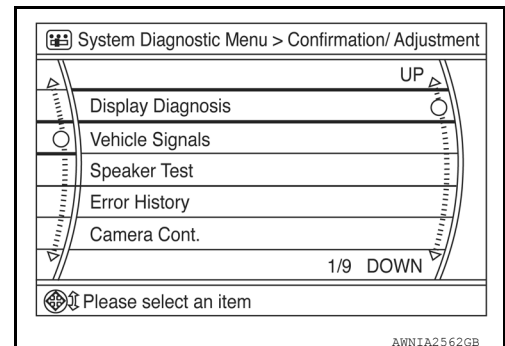 System Diagnostic Menu > Confirmation/ Adjustment
UP
Display Diagnosis
Vehicle Signals
Speaker Test
Error History
Camera Cont.
1/9 DOWN
Please select an item
AWNIA2562GB